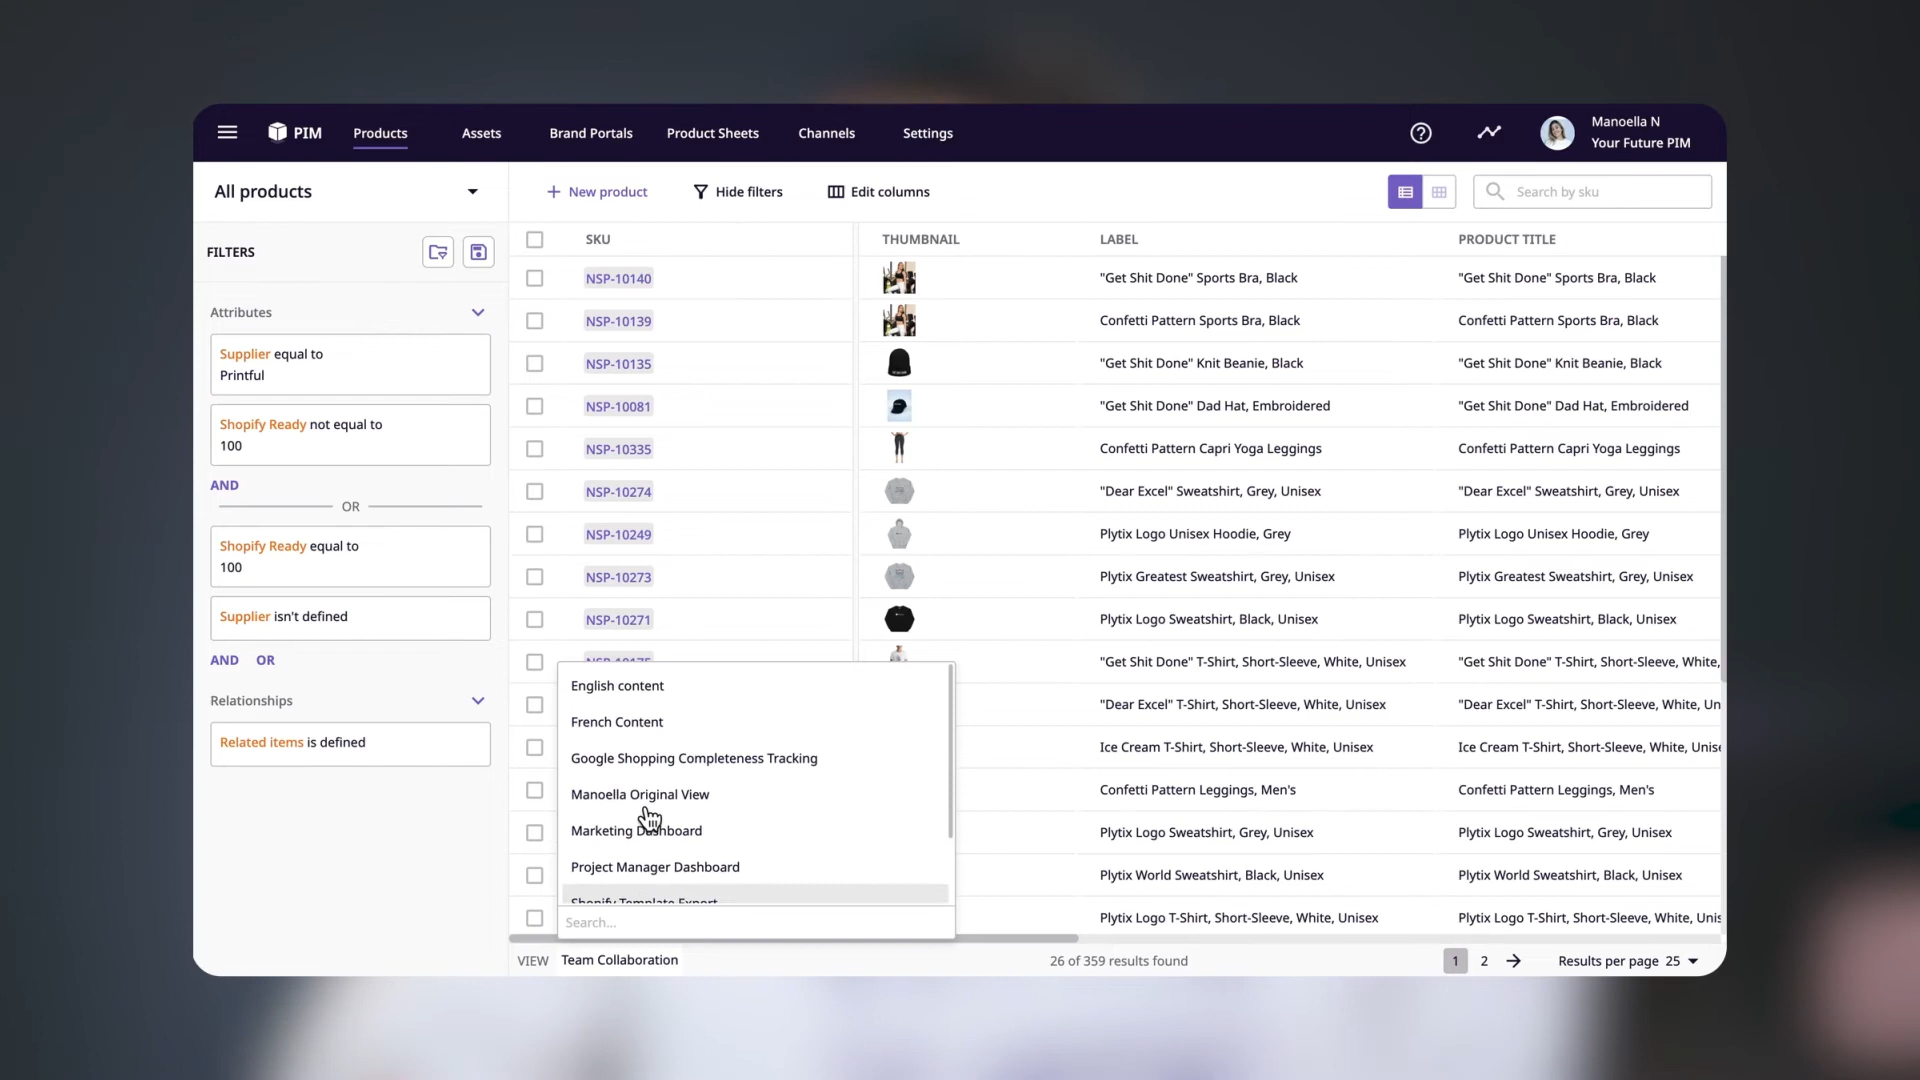 PIM
Products
Assets
Brand Portals
Product Sheets
Channels
Settings
Manoella N
Your Future PIM
All products
New product
Hide filters
Edit columns
Search by sku
FILTERS
Attributes
Supplier equal to
Printful
Shopify Ready not equal to
100
AND
OR
Shopify Ready equal to
100
Supplier isn't defined
AND OR
Relationships
Related items is defined
SKU THUMBNAIL LABEL PRODUCT TITLE
NSP-10140 "Get Shit Done" Sports Bra, Black "Get Shit Done" Sports Bra, Black
NSP-10139 Confetti Pattern Sports Bra, Black Confetti Pattern Sports Bra, Black
NSP-10135 "Get Shit Done" Knit Beanie, Black "Get Shit Done" Knit Beanie, Black
NSP-10081 "Get Shit Done" Dad Hat, Embroidered "Get Shit Done" Dad Hat, Embroidered
NSP-10335 Confetti Pattern Capri Yoga Leggings Confetti Pattern Capri Yoga Leggings
NSP-10274 "Dear Excel" Sweatshirt, Grey, Unisex "Dear Excel" Sweatshirt, Grey, Unisex
NSP-10249 Plytix Logo Unisex Hoodie, Grey Plytix Logo Unisex Hoodie, Grey
NSP-10273 Plytix Greatest Sweatshirt, Grey, Unisex Plytix Greatest Sweatshirt, Grey, Unisex
NSP-10271 Plytix Logo Sweatshirt, Black, Unisex Plytix Logo Sweatshirt, Black, Unisex
"Get Shit Done" T-Shirt, Short-Sleeve, White, Unisex "Get Shit Done" T-Shirt, Short-Sleeve, White,
"Dear Excel" T-Shirt, Short-Sleeve, White, Unisex "Dear Excel" T-Shirt, Short-Sleeve, White, Un
Ice Cream T-Shirt, Short-Sleeve, White, Unisex Ice Cream T-Shirt, Short-Sleeve, White, Unis
Confetti Pattern Leggings, Men's Confetti Pattern Leggings, Men's
Plytix Logo Sweatshirt, Grey, Unisex Plytix Logo Sweatshirt, Grey, Unisex
Plytix World Sweatshirt, Black, Unisex Plytix World Sweatshirt, Black, Unisex
Plytix Logo T-Shirt, Short-Sleeve, White, Unisex Plytix Logo T-Shirt, Short-Sleeve, White, Unis
English content
French Content
Google Shopping Completeness Tracking
Manoella Original View
Marketing Dashboard
Project Manager Dashboard
Shopify Template Export
Search...
VIEW Team Collaboration
26 of 359 results found
1 2
Results per page 25